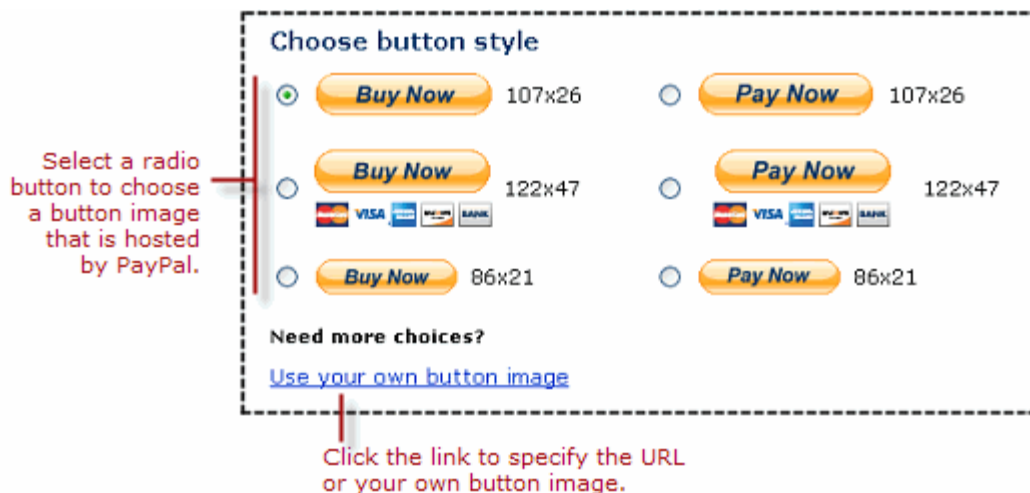 Choose button style
Buy Now 107x26 Pay Now 107x26
Select a radio
button to choose
a button image
that is hosted
by PayPal.
Buy Now 122x47 Pay Now 122x47
MasterCard VISA BANK MasterCard VISA BANK
Buy Now 86x21 Pay Now 86x21
Need more choices?
Use your own button image
Click the link to specify the URL
or your own button image.